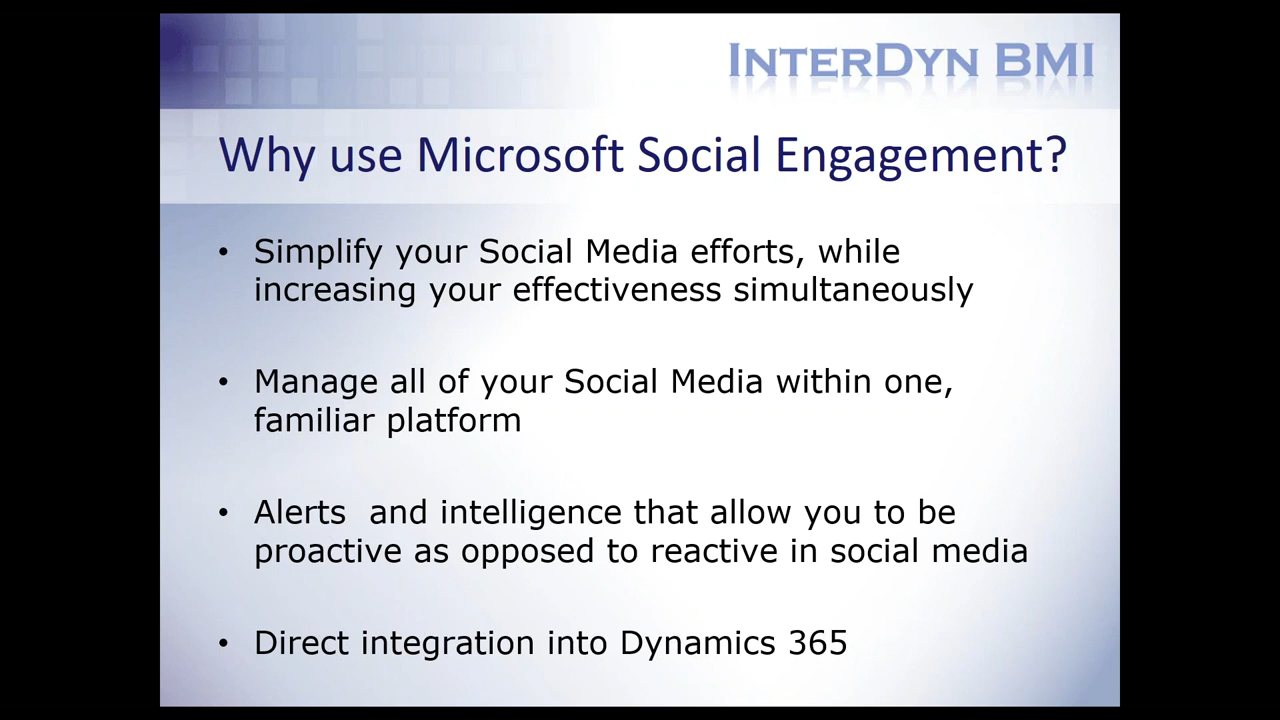 INTERDYN BMI
Why use Microsoft Social Engagement?
• Simplify your Social Media efforts, while
increasing your effectiveness simultaneously
• Manage all of your Social Media within one,
familiar platform
• Alerts  and intelligence that allow you to be
proactive as opposed to reactive in social media
• Direct integration into Dynamics 365